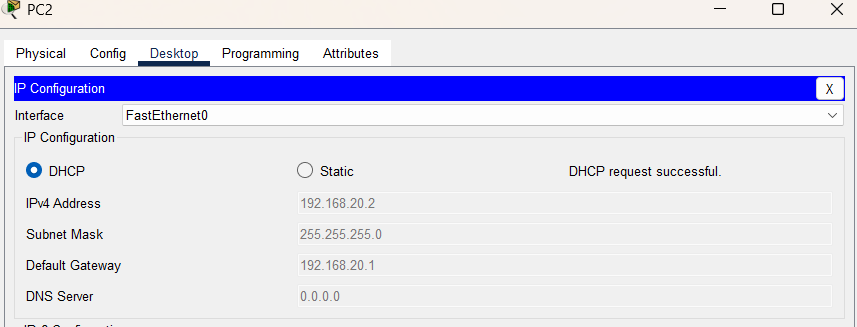 PC2
Physical Config Desktop Programming Attributes
IP Configuration X
Interface FastEthernet0
IP Configuration
DHCP Static DHCP request successful.
IPv4 Address 192.168.20.2
Subnet Mask 255.255.255.0
Default Gateway 192.168.20.1
DNS Server 0.0.0.0